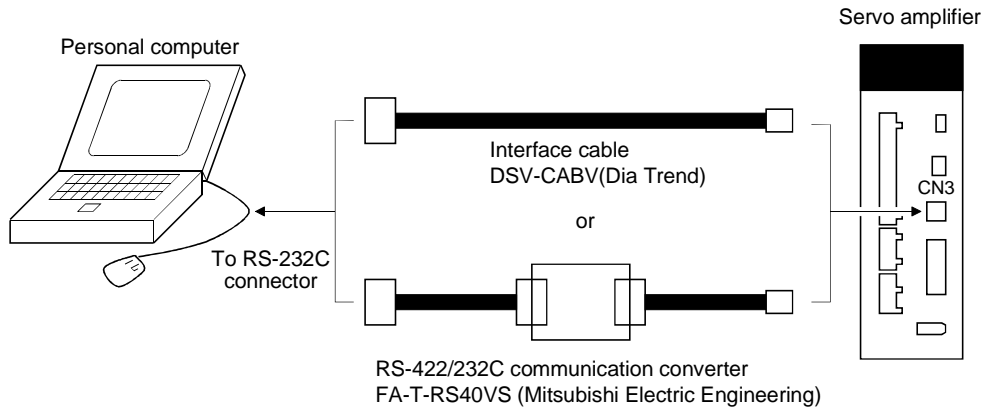 Servo amplifier
Personal computer
Interface cable
DSV-CABV(Dia Trend)
CN3
or
To RS-232C
connector
RS-422/232C communication converter
FA-T-RS40VS (Mitsubishi Electric Engineering)